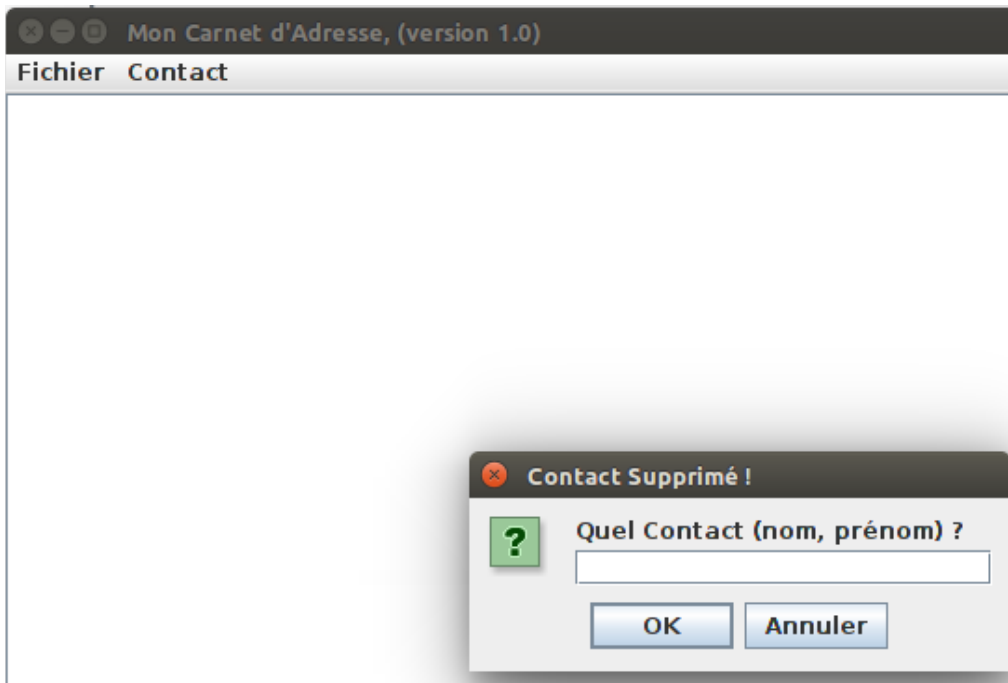 Mon Carnet d'Adresse, (version 1.0)
Fichier Contact
Contact Supprimé !
Quel Contact (nom, prénom) ?
OK Annuler